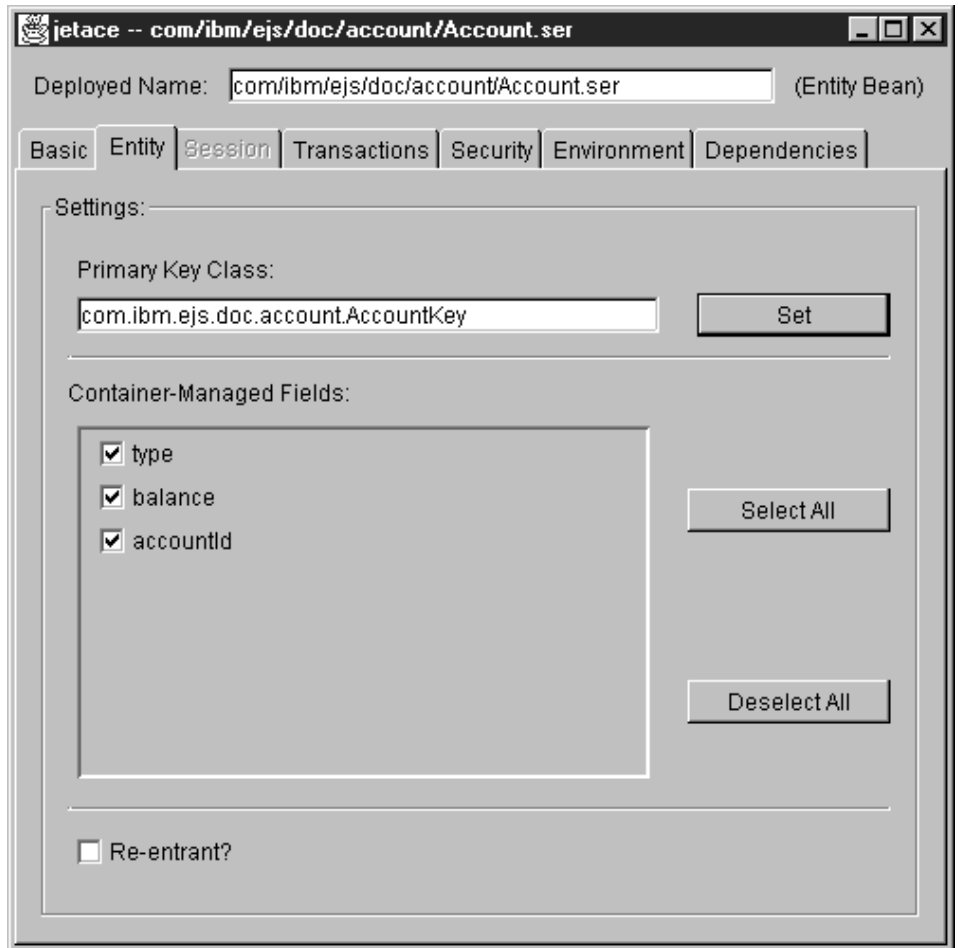 jetace -- com/ibm/ejs/doc/account/Account.ser
Deployed Name: com/ibm/ejs/doc/account/Account.ser (Entity Bean)
Basic Entity Session Transactions Security Environment Dependencies
Settings:
Primary Key Class:
com.ibm.ejs.doc.account.AccountKey Set
Container-Managed Fields:
type
balance
accountId
Select All
Deselect All
Re-entrant?